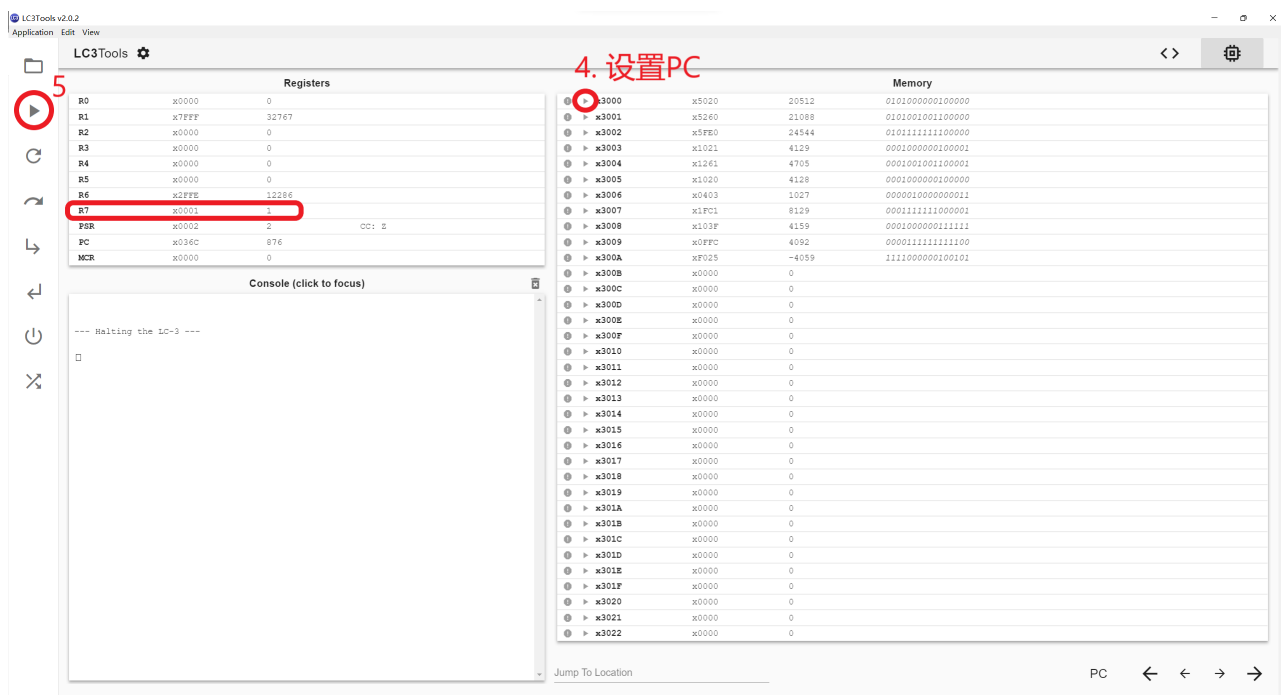 LC3Tools v2.0.2
Application Edit View
LC3Tools
5
4. 设置PC
Registers
R0 x0000 0
R1 x7FFF 32767
R2 x0000 0
R3 x0000 0
R4 x0000 0
R5 x0000 0
R6 x2FFE 12286
R7 x0001 1
PSR x0002 2 CC: Z
PC x036C 876
MCR x0000 0
Console (click to focus)
--- Halting the LC-3 ---
Memory
x3000 x5020 20512 0101000000100000
x3001 x5260 21088 0101001001100000
x3002 x5FE0 24544 0101111111100000
x3003 x1021 4129 0001000000100001
x3004 x1261 4705 0001001001100001
x3005 x1020 4128 0001000000100000
x3006 x0403 1027 0000010000000011
x3007 x1FC1 8129 0001111111000001
x3008 x103F 4159 0001000000111111
x3009 x0FFC 4092 0000111111111100
x300A xF025 -4059 1111000000100101
x300B x0000 0
x300C x0000 0
x300D x0000 0
x300E x0000 0
x300F x0000 0
x3010 x0000 0
x3011 x0000 0
x3012 x0000 0
x3013 x0000 0
x3014 x0000 0
x3015 x0000 0
x3016 x0000 0
x3017 x0000 0
x3018 x0000 0
x3019 x0000 0
x301A x0000 0
x301B x0000 0
x301C x0000 0
x301D x0000 0
x301E x0000 0
x301F x0000 0
x3020 x0000 0
x3021 x0000 0
x3022 x0000 0
Jump To Location
PC